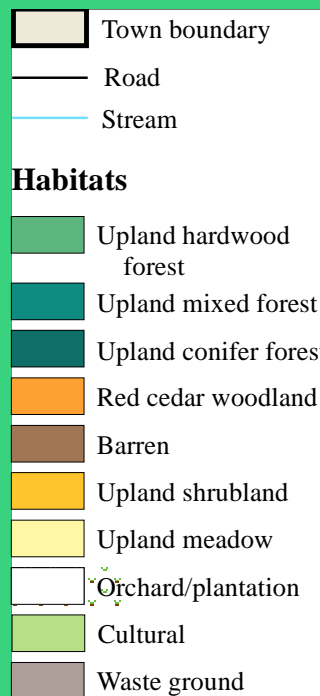 Town boundary
Road
Stream
Habitats
Upland hardwood
forest
Upland mixed forest
Upland conifer fores
Red cedar woodland
Barren
Upland shrubland
Upland meadow
Orchard/plantation
Cultural
Waste ground